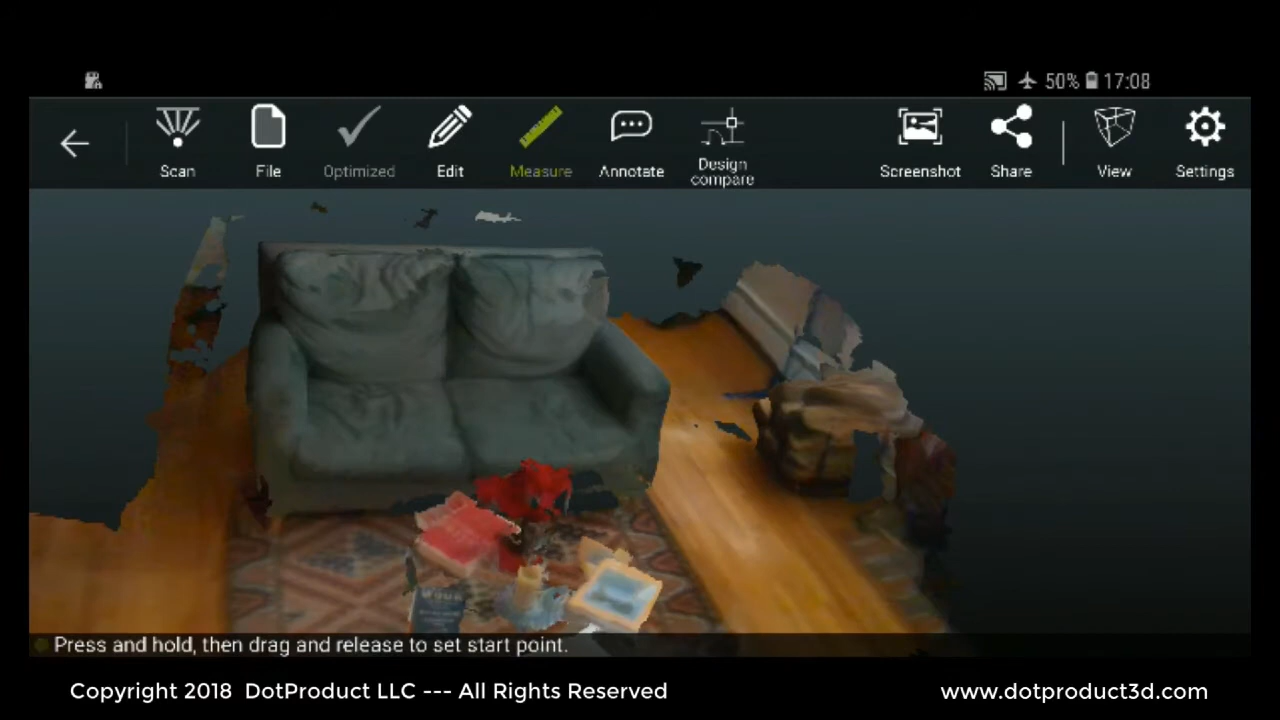 50% 17:08
Scan
File
Optimized
Edit
Measure
Annotate
Design
compare
Screenshot
Share
View
Settings
Press and hold, then drag and release to set start point.
Copyright 2018 DotProduct LLC --- All Rights Reserved
www.dotproduct3d.com